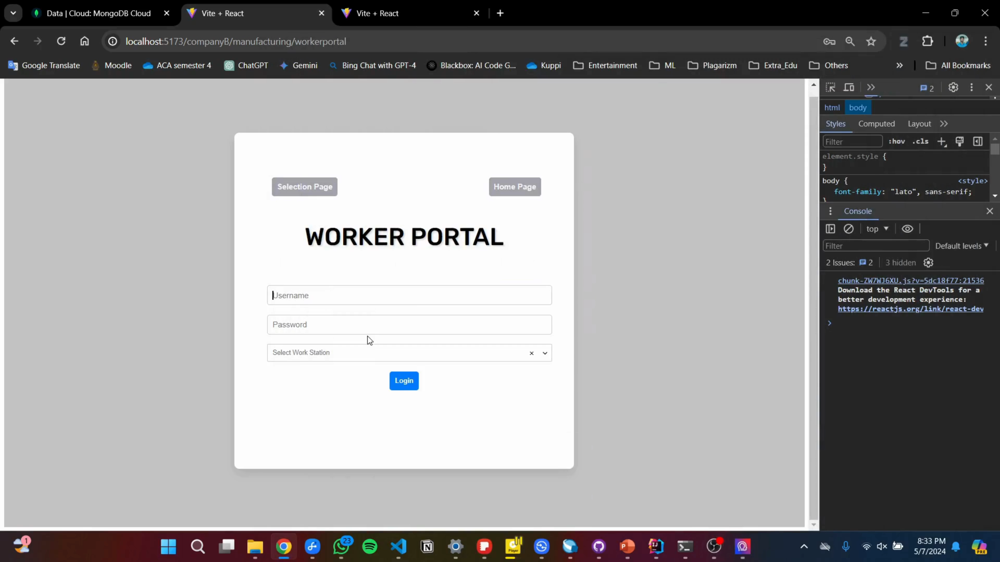 Data | Cloud: MongoDB Cloud
Vite + React
Vite + React
localhost:5173/companyB/manufacturing/workerportal
Google Translate
Moodle
ACA semester 4
ChatGPT
Gemini
Bing Chat with GPT-4
Blackbox: AI Code G...
Kuppi
Entertainment
ML
Plagarizm
Extra_Edu
Others
All Bookmarks
Selection Page
Home Page
WORKER PORTAL
Username
Password
Select Work Station
Login
2
html body
Styles Computed Layout
Filter :hov .cls
element.style {
}
body { <style>
font-family: "lato", sans-serif;
}
Console
top
Filter Default levels
2 Issues: 2 3 hidden
chunk-ZW7WJ6XU.js?v=5dc18f77:21536
Download the React DevTools for a
better development experience:
https://reactjs.org/link/react-dev
1
23
Player
8:33 PM
5/7/2024
PRE